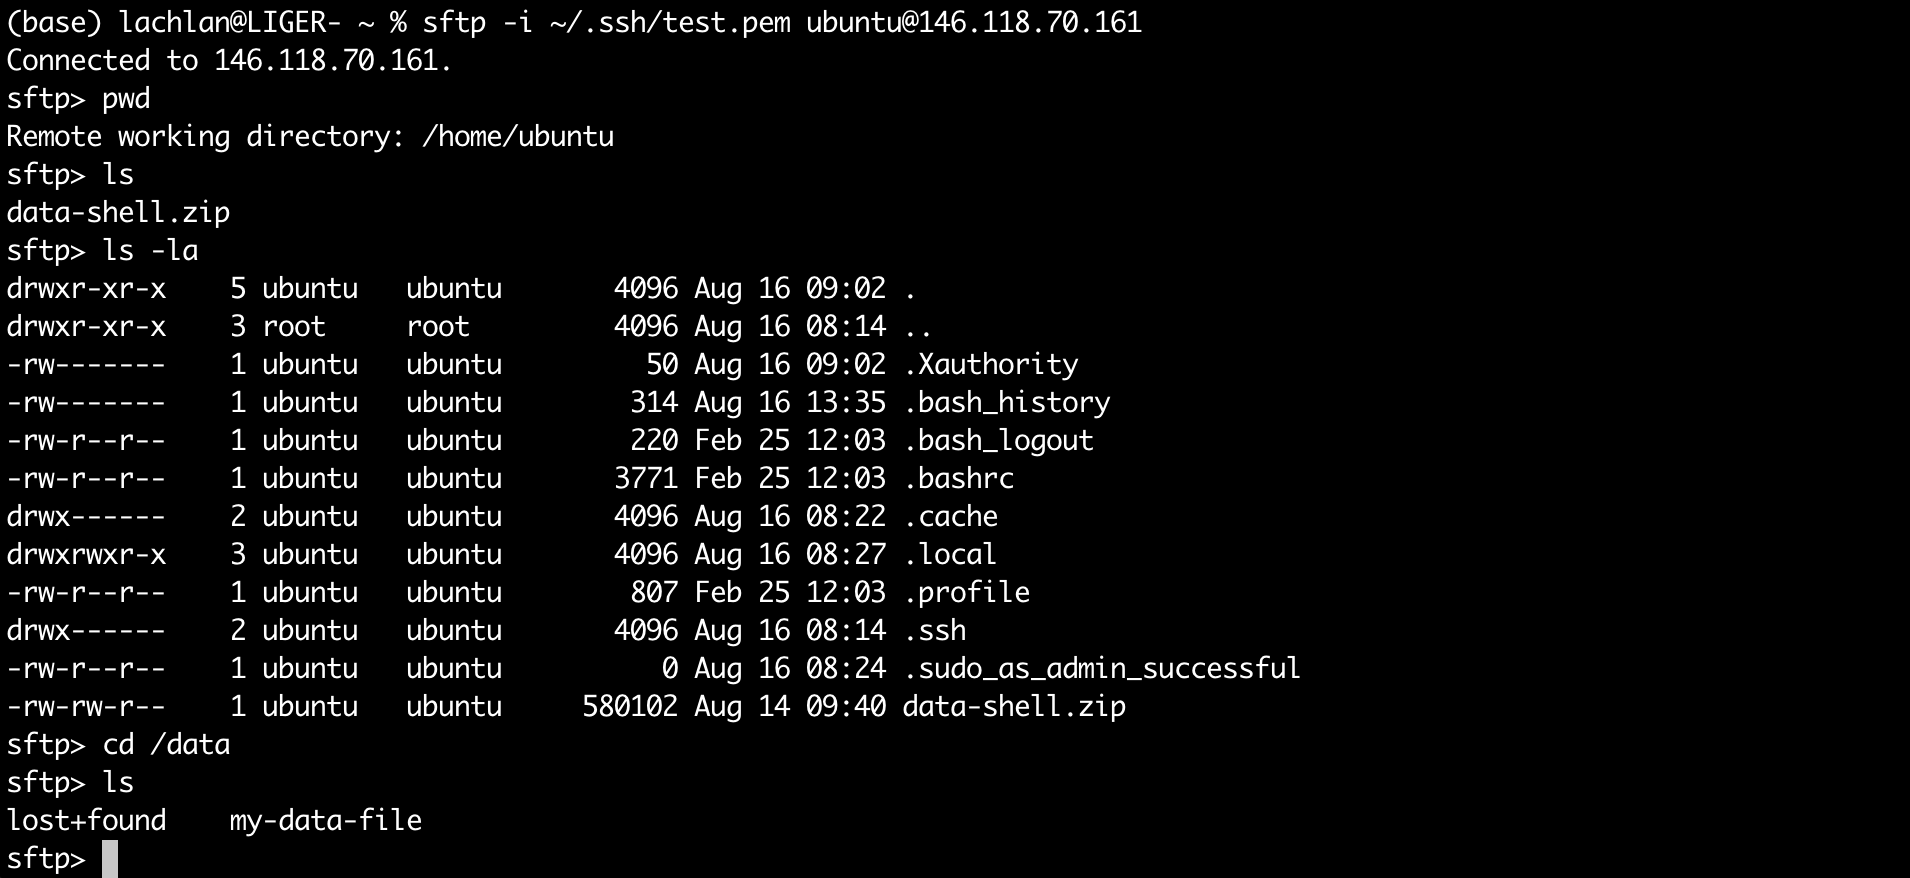 (base) lachlan@LIGER- ~ % sftp -i ~/.ssh/test.pem ubuntu@146.118.70.161
Connected to 146.118.70.161.
sftp> pwd
Remote working directory: /home/ubuntu
sftp> ls
data-shell.zip
sftp> ls -la
drwxr-xr-x    5 ubuntu   ubuntu       4096 Aug 16 09:02 .
drwxr-xr-x    3 root     root         4096 Aug 16 08:14 ..
-rw-------    1 ubuntu   ubuntu         50 Aug 16 09:02 .Xauthority
-rw-------    1 ubuntu   ubuntu        314 Aug 16 13:35 .bash_history
-rw-r--r--    1 ubuntu   ubuntu        220 Feb 25 12:03 .bash_logout
-rw-r--r--    1 ubuntu   ubuntu       3771 Feb 25 12:03 .bashrc
drwx------    2 ubuntu   ubuntu       4096 Aug 16 08:22 .cache
drwxrwxr-x    3 ubuntu   ubuntu       4096 Aug 16 08:27 .local
-rw-r--r--    1 ubuntu   ubuntu        807 Feb 25 12:03 .profile
drwx------    2 ubuntu   ubuntu       4096 Aug 16 08:14 .ssh
-rw-r--r--    1 ubuntu   ubuntu          0 Aug 16 08:24 .sudo_as_admin_successful
-rw-rw-r--    1 ubuntu   ubuntu     580102 Aug 14 09:40 data-shell.zip
sftp> cd /data
sftp> ls
lost+found    my-data-file
sftp>